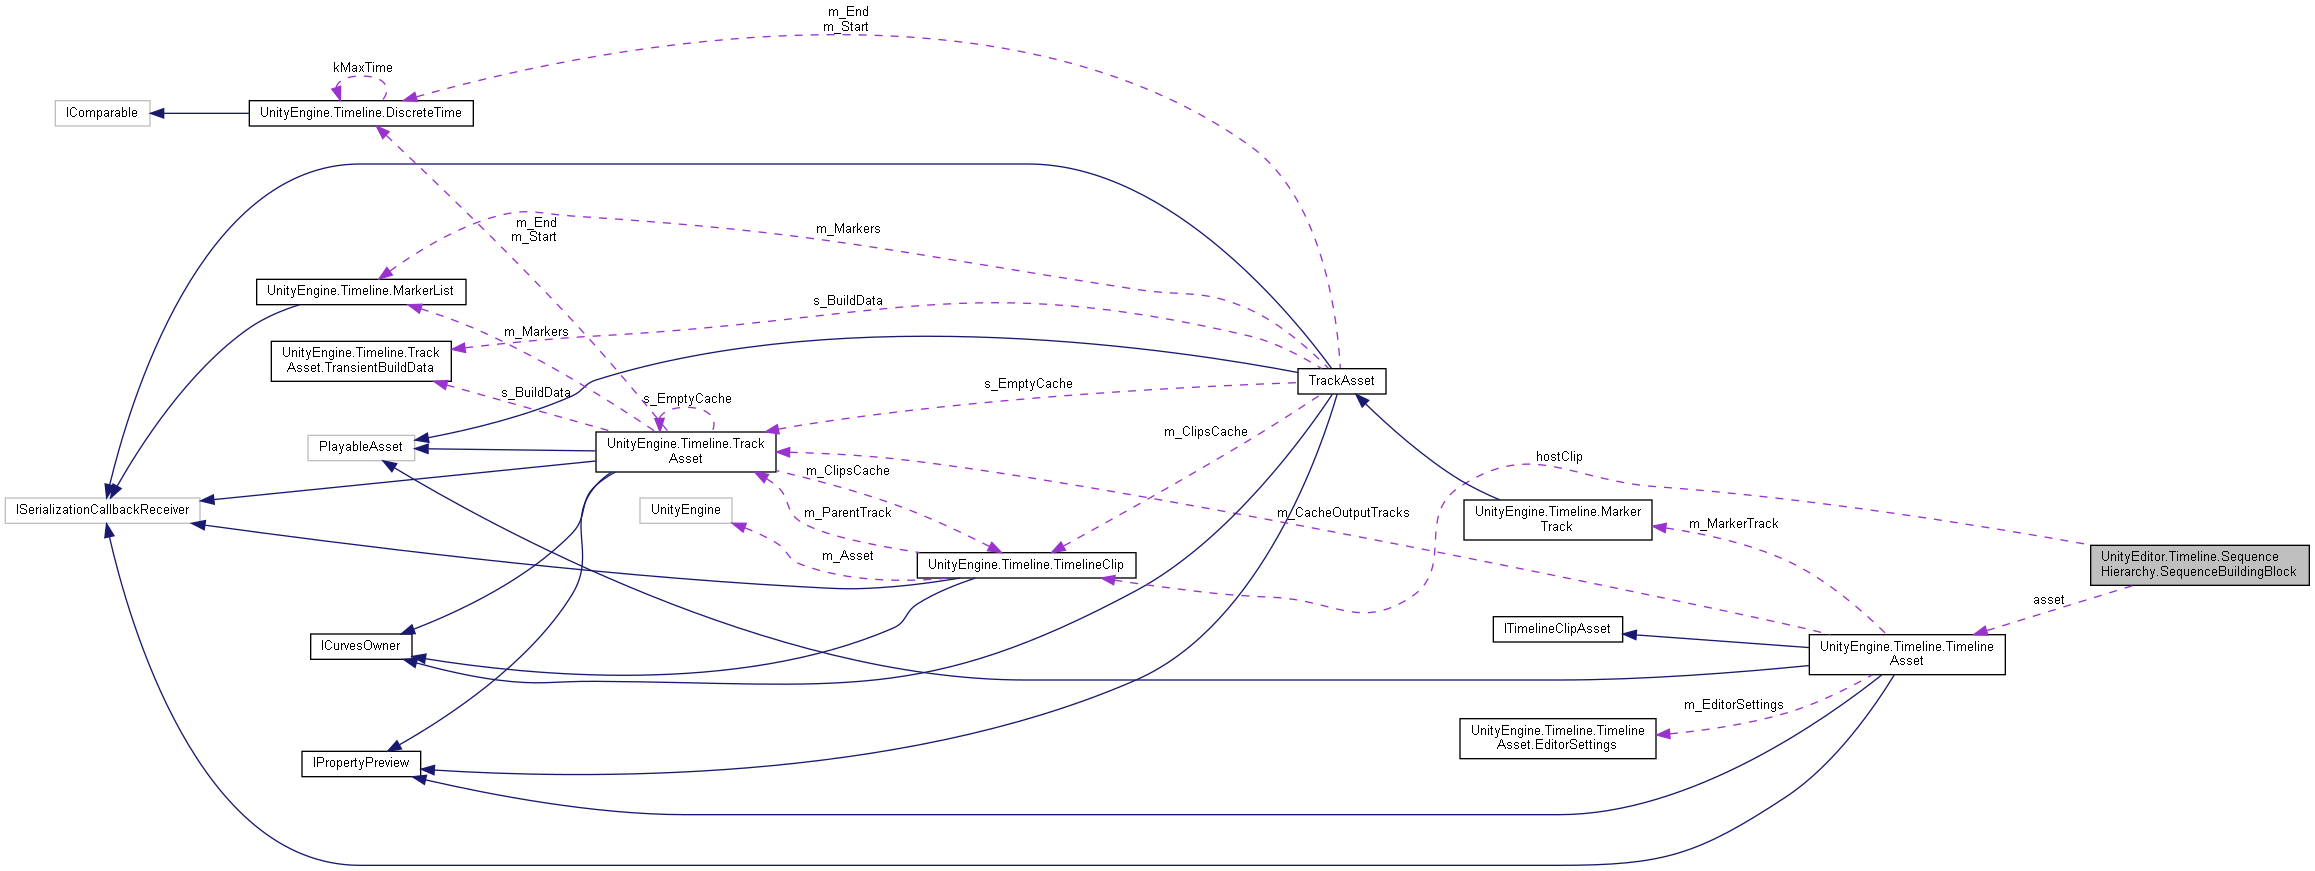 m_End
m_Start
kMaxTime
IComparable
UnityEngine.Timeline.DiscreteTime
m_End
m_Start
m_Markers
UnityEngine.Timeline.MarkerList
s_BuildData
m_Markers
UnityEngine.Timeline.Track
Asset.TransientBuildData
s_BuildData
s_EmptyCache
s_EmptyCache
TrackAsset
m_ClipsCache
PlayableAsset
UnityEngine.Timeline.Track
Asset
hostClip
m_ClipsCache
ISerializationCallbackReceiver
UnityEngine
m_ParentTrack
m_CacheOutputTracks
UnityEngine.Timeline.Marker
Track
m_MarkerTrack
m_Asset
UnityEngine.Timeline.TimelineClip
UnityEditor.Timeline.Sequence
Hierarchy.SequenceBuildingBlock
asset
ITimelineClipAsset
ICurvesOwner
UnityEngine.Timeline.Timeline
Asset
m_EditorSettings
UnityEngine.Timeline.Timeline
Asset.EditorSettings
IPropertyPreview